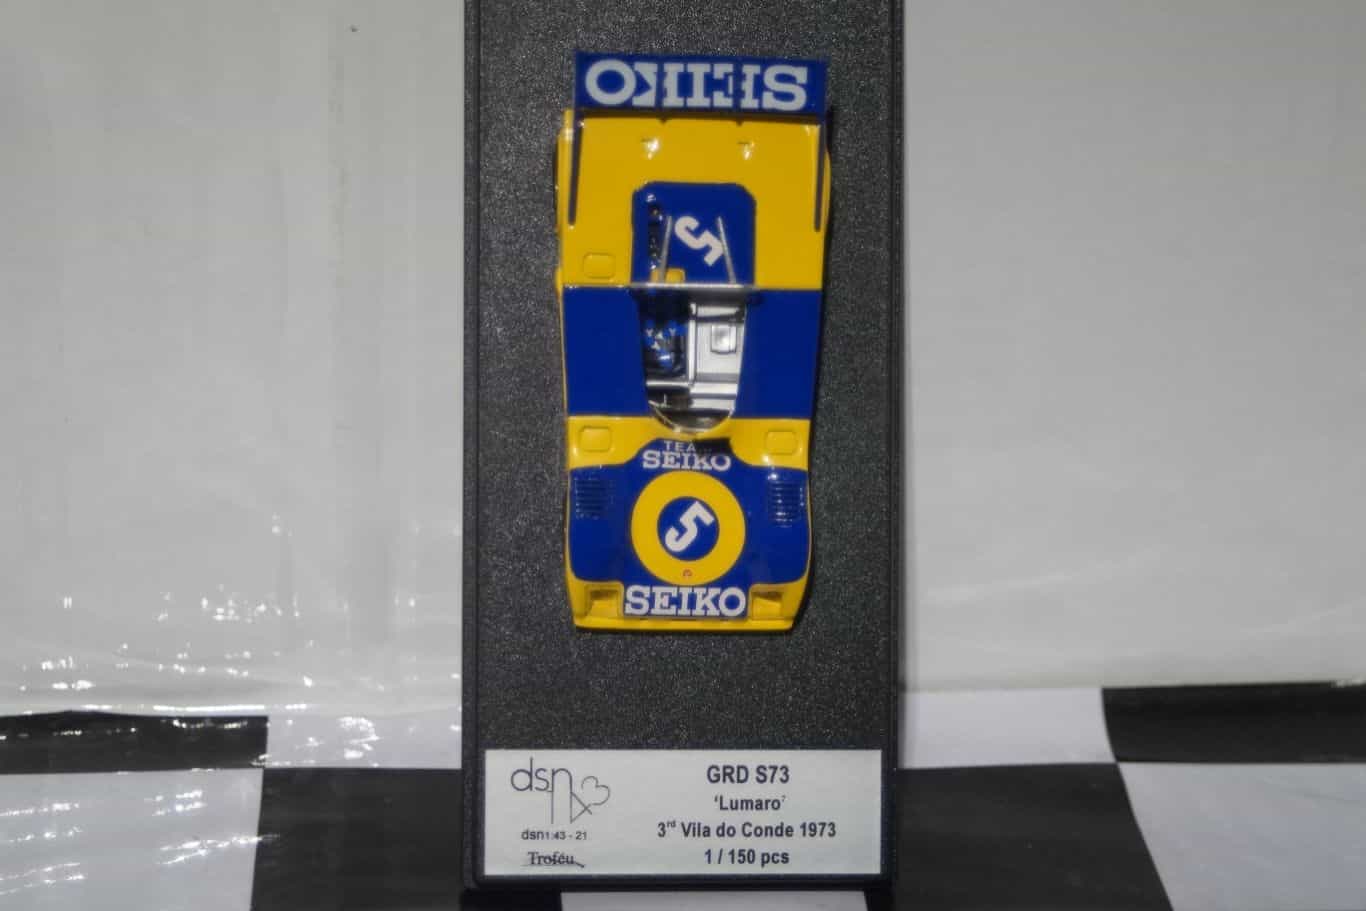 SEIKO
5
TEA
SEIKO
5
SEIKO
dsn
dsn1:43 - 21
Troféu
GRD S73
‘Lumaro’
3rd Vila do Conde 1973
1 / 150 pcs